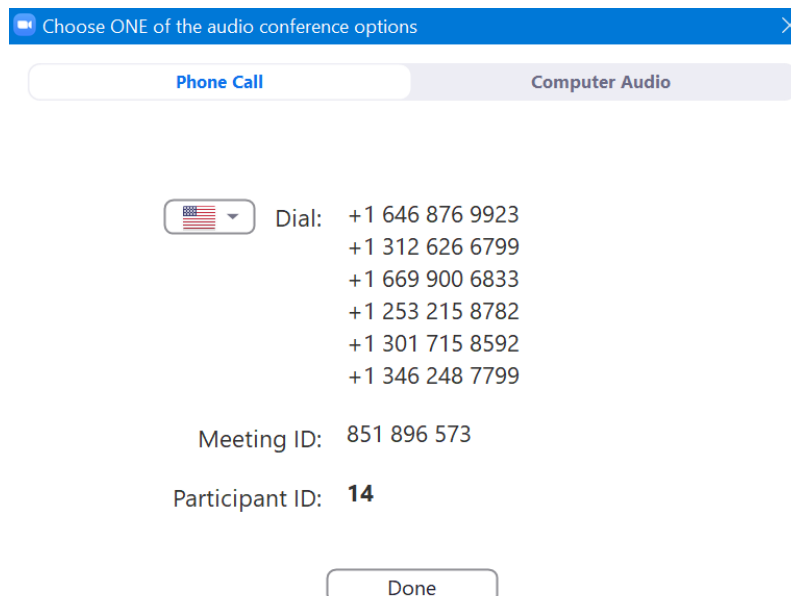 Choose ONE of the audio conference options
Phone Call Computer Audio
Dial: +1 646 876 9923
+1 312 626 6799
+1 669 900 6833
+1 253 215 8782
+1 301 715 8592
+1 346 248 7799
Meeting ID: 851 896 573
Participant ID: 14
Done